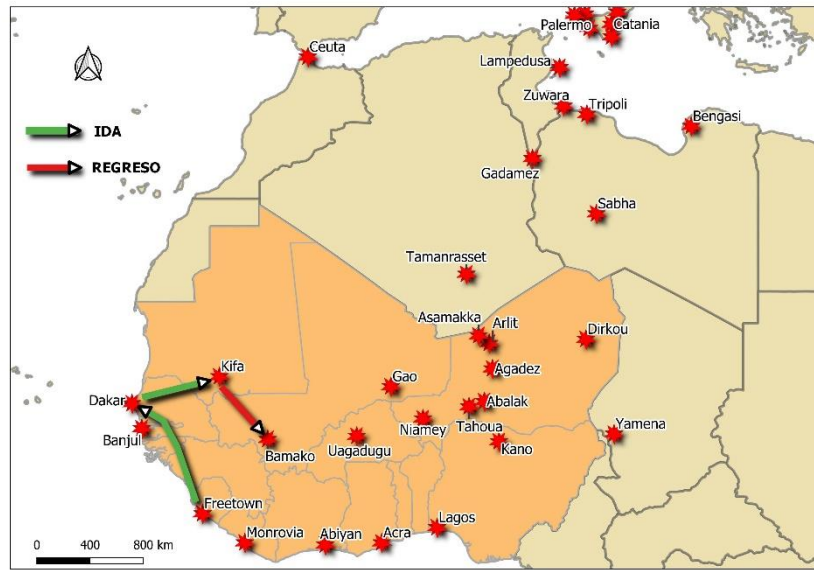 Palermo
Catania
Ceuta
Lampedusa
Zuwara
Tripoli
Bengasi
IDA
REGRESO
Gadamez
Sabha
Tamanrasset
Asamakka
Arlit
Dirkou
Kifa
Agadez
Gao
Dakar
Abalak
Niamey
Tahoua
Yamena
Banjul
Bamako
Uagadugu
Kano
Freetown
Lagos
Monrovia
Abiyan
Acra
0 400 800 km